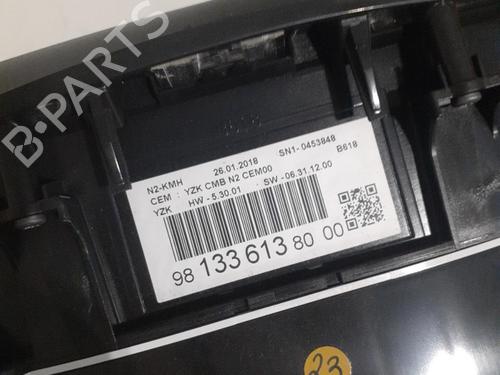 B-PARTS
N2-KMH 26.01.2018 SN1-0453848
CEM : YZK CMB N2 CEM00 B618
YZK HW - 5.30.01 SW - 06.31.12.00
98 133 613 80 00
23